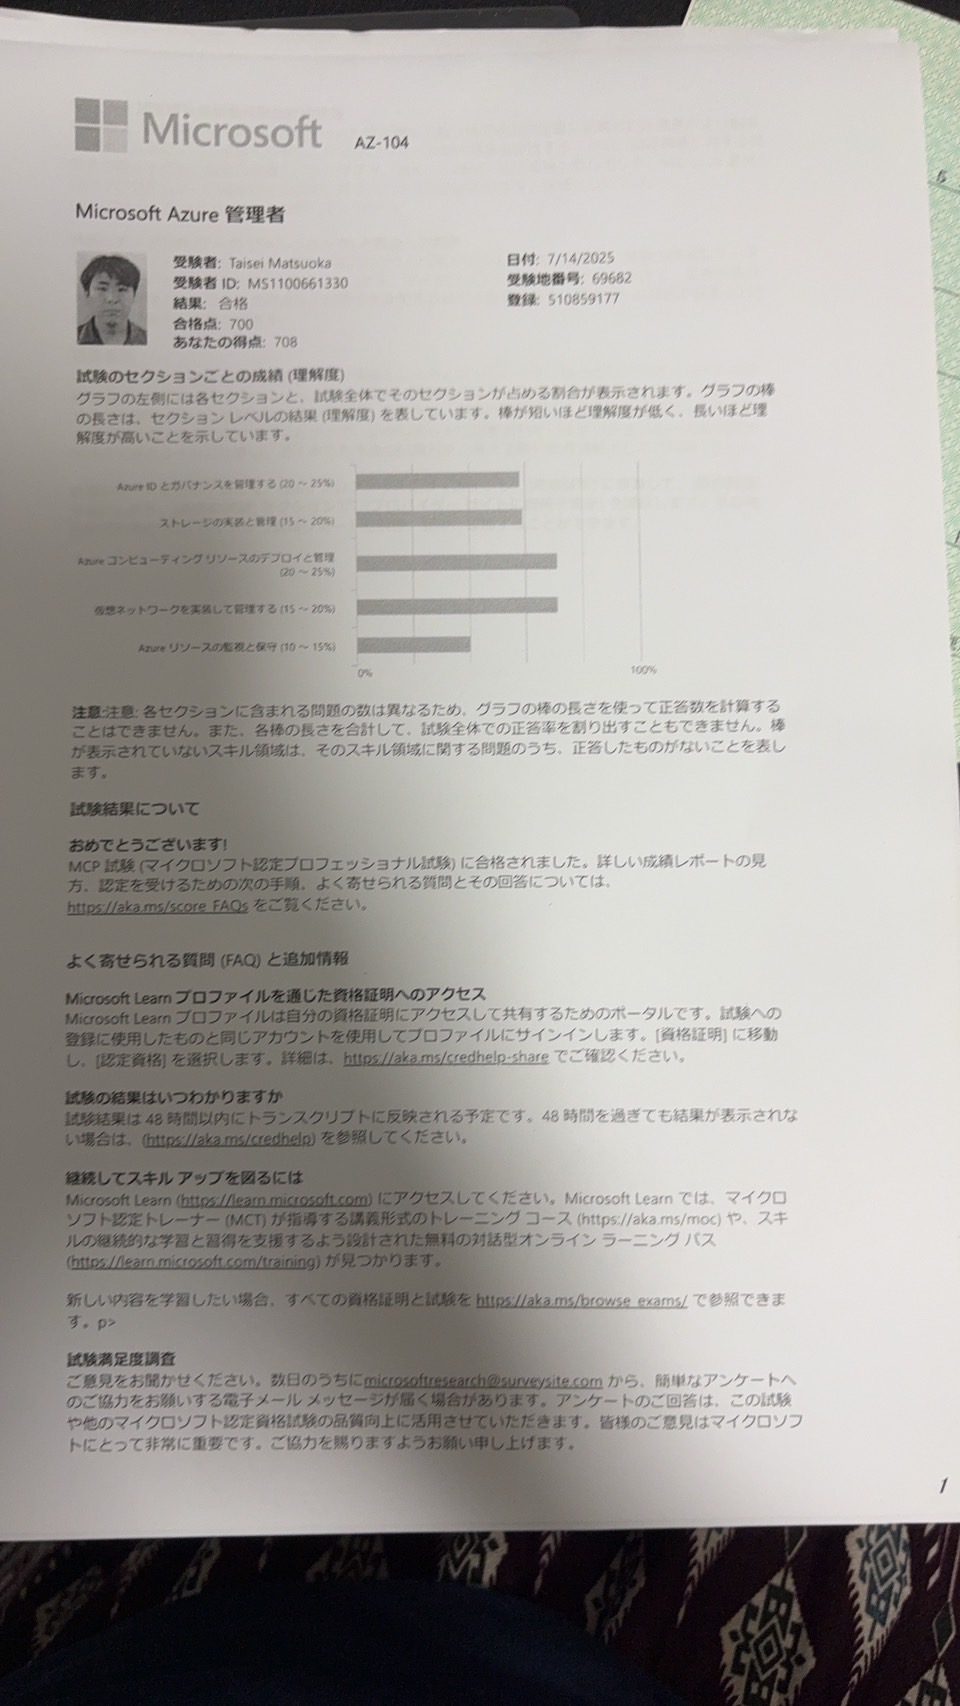 Microsoft AZ-104
Microsoft Azure 管理者
受験者: Taisei Matsuoka
受験者 ID: MS1100661330
結果: 合格
合格点: 700
あなたの得点: 708
日付: 7/14/2025
受験地番号: 69682
登録: 510859177
試験のセクションごとの成績 (理解度)
グラフの左側には各セクションと、試験全体でそのセクションが占める割合が表示されます。グラフの棒
の長さは、セクション レベルの結果 (理解度) を表しています。棒が短いほど理解度が低く、長いほど理
解度が高いことを示しています。
Azure ID とガバナンスを管理する (20 ～ 25%)
ストレージの実装と管理 (15 ～ 20%)
Azure コンピューティング リソースのデプロイと管理
(20 ～ 25%)
仮想ネットワークを実装して管理する (15 ～ 20%)
Azure リソースの監視と保守 (10 ～ 15%)
0% 100%
注意:注意: 各セクションに含まれる問題の数は異なるため、グラフの棒の長さを使って正答数を計算する
ことはできません。また、各棒の長さを合計して、試験全体での正答率を割り出すこともできません。棒
が表示されていないスキル領域は、そのスキル領域に関する問題のうち、正答したものがないことを表し
ます。
試験結果について
おめでとうございます!
MCP 試験 (マイクロソフト認定プロフェッショナル試験) に合格されました。詳しい成績レポートの見
方、認定を受けるための次の手順、よく寄せられる質問とその回答については、
https://aka.ms/score_FAQs をご覧ください。
よく寄せられる質問 (FAQ) と追加情報
Microsoft Learn プロファイルを通じた資格証明へのアクセス
Microsoft Learn プロファイルは自分の資格証明にアクセスして共有するためのポータルです。試験への
登録に使用したものと同じアカウントを使用してプロファイルにサインインします。[資格証明] に移動
し、[認定資格] を選択します。詳細は、https://aka.ms/credhelp-share でご確認ください。
試験の結果はいつわかりますか
試験結果は 48 時間以内にトランスクリプトに反映される予定です。48 時間を過ぎても結果が表示されな
い場合は、(https://aka.ms/credhelp) を参照してください。
継続してスキル アップを図るには
Microsoft Learn (https://learn.microsoft.com) にアクセスしてください。Microsoft Learn では、マイクロ
ソフト認定トレーナー (MCT) が指導する講義形式のトレーニング コース (https://aka.ms/moc) や、スキ
ルの継続的な学習と習得を支援するよう設計された無料の対話型オンライン ラーニング パス
(https://learn.microsoft.com/training) が見つかります。
新しい内容を学習したい場合、すべての資格証明と試験を https://aka.ms/browse_exams/ で参照できま
す。p>
試験満足度調査
ご意見をお聞かせください。数日のうちにmicrosoftresearch@surveysite.com から、簡単なアンケートへ
のご協力をお願いする電子メール メッセージが届く場合があります。アンケートのご回答は、この試験
や他のマイクロソフト認定資格試験の品質向上に活用させていただきます。皆様のご意見はマイクロソフ
トにとって非常に重要です。ご協力を賜りますようお願い申し上げます。
1